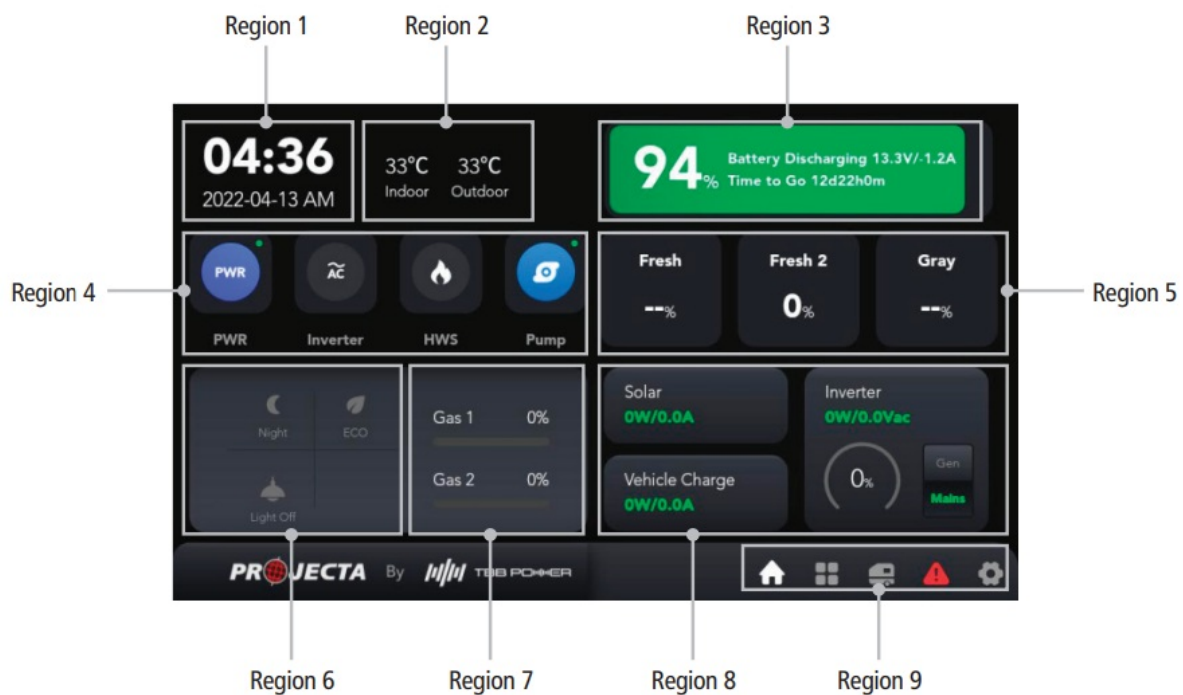 Region 1
Region 2
Region 3
04:36
2022-04-13 AM
33°C 33°C
Indoor Outdoor
94%
Battery Discharging 13.3V/-1.2A
Time to Go 12d22h0m
Region 4
PWR
AC
PWR Inverter HWS Pump
Fresh Fresh 2 Gray
--% 0% --%
Region 5
Night ECO
Light Off
Gas 1 0%
Gas 2 0%
Solar
0W/0.0A
Vehicle Charge
0W/0.0A
Inverter
0W/0.0Vac
0%
Gen
Mains
PROJECTA By TBB POWER
Region 6
Region 7
Region 8
Region 9